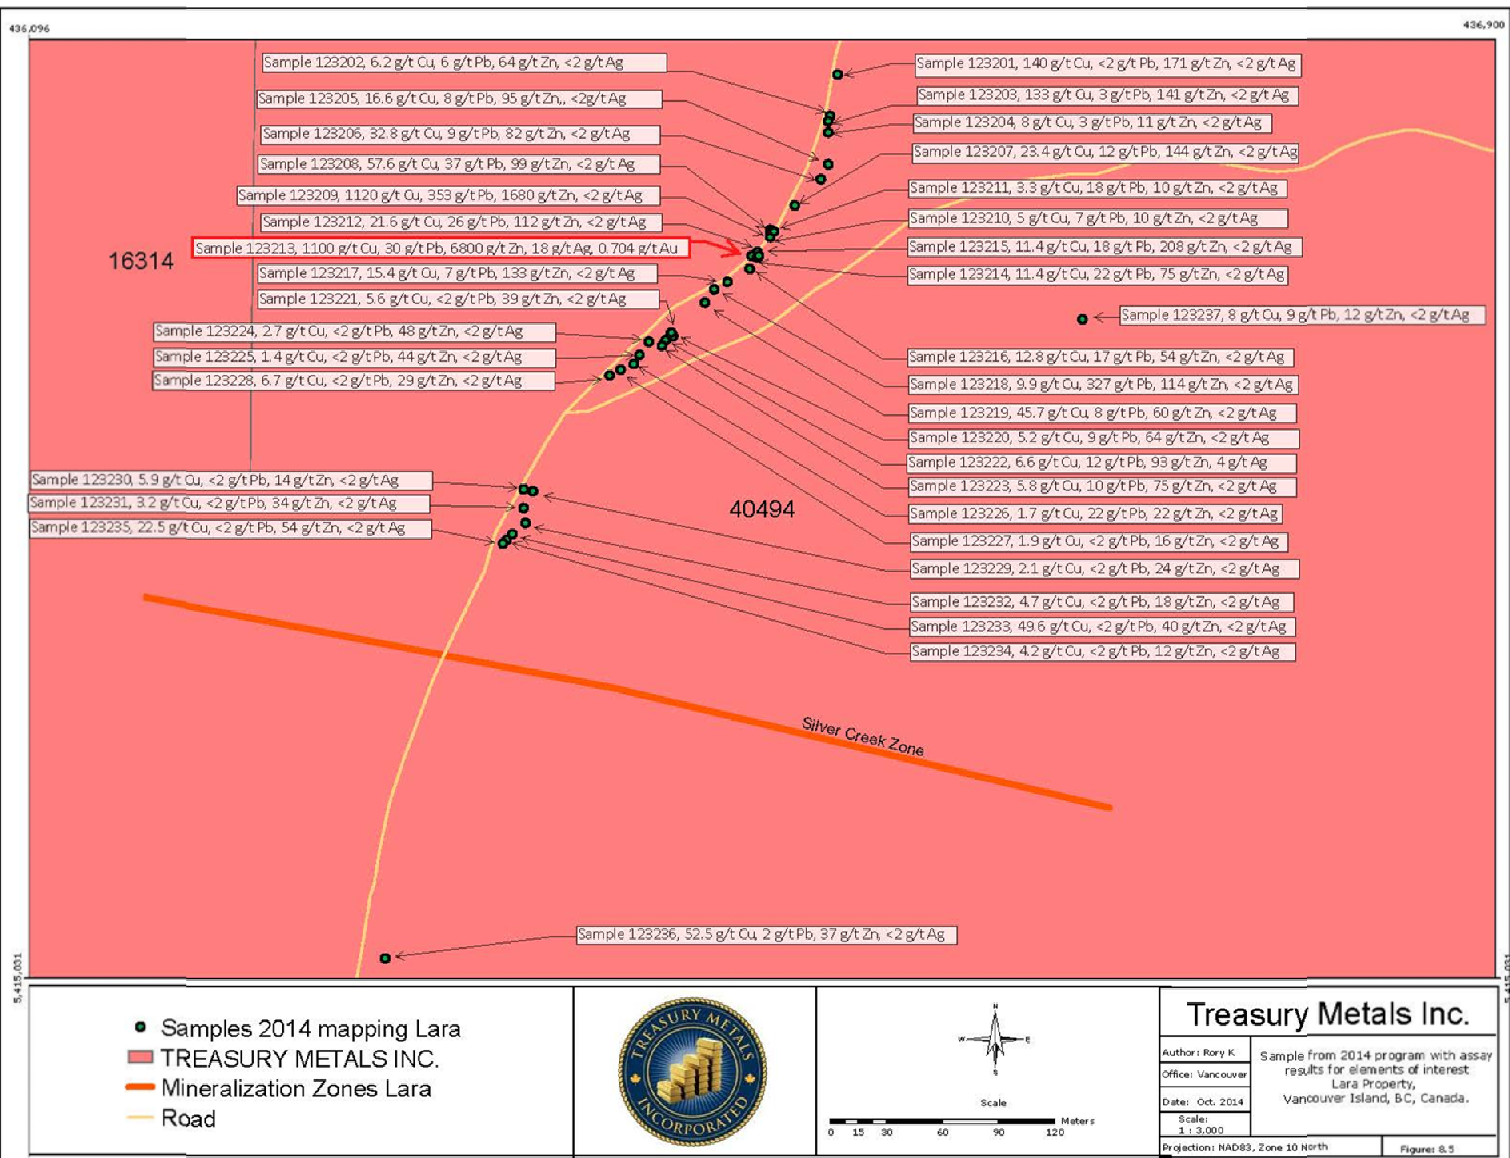 436,096
436,900
Sample 123202, 6.2 g/t Cu, 6 g/t Pb, 64 g/t Zn, <2 g/t Ag
Sample 123205, 16.6 g/t Cu, 8 g/t Pb, 95 g/t Zn,, <2g/t Ag
Sample 123206, 32.8 g/t Cu, 9 g/t Pb, 82 g/t Zn, <2 g/t Ag
Sample 123208, 57.6 g/t Cu, 37 g/t Pb, 99 g/t Zn, <2 g/t Ag
Sample 123209, 1120 g/t Cu, 353 g/t Pb, 1680 g/t Zn, <2 g/t Ag
Sample 123212, 21.6 g/t Cu, 26 g/t Pb, 112 g/t Zn, <2 g/t Ag
Sample 123213, 1100 g/t Cu, 30 g/t Pb, 6800 g/t Zn, 18 g/t Ag, 0.704 g/t Au
Sample 123217, 15.4 g/t Cu, 7 g/t Pb, 133 g/t Zn, <2 g/t Ag
Sample 123221, 5.6 g/t Cu, <2 g/t Pb, 39 g/t Zn, <2 g/t Ag
Sample 123224, 2.7 g/t Cu, <2 g/t Pb, 48 g/t Zn, <2 g/t Ag
Sample 123225, 1.4 g/t Cu, <2 g/t Pb, 44 g/t Zn, <2 g/t Ag
Sample 123228, 6.7 g/t Cu, <2 g/t Pb, 29 g/t Zn, <2 g/t Ag
Sample 123230, 5.9 g/t Cu, <2 g/t Pb, 14 g/t Zn, <2 g/t Ag
Sample 123231, 3.2 g/t Cu, <2 g/t Pb, 34 g/t Zn, <2 g/t Ag
Sample 123235, 22.5 g/t Cu, <2 g/t Pb, 54 g/t Zn, <2 g/t Ag
16314
Sample 123201, 140 g/t Cu, <2 g/t Pb, 171 g/t Zn, <2 g/t Ag
Sample 123203, 133 g/t Cu, 3 g/t Pb, 141 g/t Zn, <2 g/t Ag
Sample 123204, 8 g/t Cu, 3 g/t Pb, 11 g/t Zn, <2 g/t Ag
Sample 123207, 23.4 g/t Cu, 12 g/t Pb, 144 g/t Zn, <2 g/t Ag
Sample 123211, 3.3 g/t Cu, 18 g/t Pb, 10 g/t Zn, <2 g/t Ag
Sample 123210, 5 g/t Cu, 7 g/t Pb, 10 g/t Zn, <2 g/t Ag
Sample 123215, 11.4 g/t Cu, 18 g/t Pb, 208 g/t Zn, <2 g/t Ag
Sample 123214, 11.4 g/t Cu, 22 g/t Pb, 75 g/t Zn, <2 g/t Ag
Sample 123237, 8 g/t Cu, 9 g/t Pb, 12 g/t Zn, <2 g/t Ag
Sample 123216, 12.8 g/t Cu, 17 g/t Pb, 54 g/t Zn, <2 g/t Ag
Sample 123218, 9.9 g/t Cu, 327 g/t Pb, 114 g/t Zn, <2 g/t Ag
Sample 123219, 45.7 g/t Cu, 8 g/t Pb, 60 g/t Zn, <2 g/t Ag
Sample 123220, 5.2 g/t Cu, 9 g/t Pb, 64 g/t Zn, <2 g/t Ag
Sample 123222, 6.6 g/t Cu, 12 g/t Pb, 93 g/t Zn, 4 g/t Ag
Sample 123223, 5.8 g/t Cu, 10 g/t Pb, 75 g/t Zn, <2 g/t Ag
Sample 123226, 1.7 g/t Cu, 22 g/t Pb, 22 g/t Zn, <2 g/t Ag
Sample 123227, 1.9 g/t Cu, <2 g/t Pb, 16 g/t Zn, <2 g/t Ag
Sample 123229, 2.1 g/t Cu, <2 g/t Pb, 24 g/t Zn, <2 g/t Ag
Sample 123232, 4.7 g/t Cu, <2 g/t Pb, 18 g/t Zn, <2 g/t Ag
Sample 123233, 49.6 g/t Cu, <2 g/t Pb, 40 g/t Zn, <2 g/t Ag
Sample 123234, 4.2 g/t Cu, <2 g/t Pb, 12 g/t Zn, <2 g/t Ag
40494
Silver Creek Zone
Sample 123236, 52.5 g/t Cu, 2 g/t Pb, 37 g/t Zn, <2 g/t Ag
5,415,031
5,415,031
Samples 2014 mapping Lara
TREASURY METALS INC.
Mineralization Zones Lara
Road
TREASURY METALS
INCORPORATED
N
W
E
S
Scale
Meters
0 15 30 60 90 120
Treasury Metals Inc.
Author: Rory K
Office: Vancouver
Date: Oct. 2014
Scale:
1 : 3,000
Sample from 2014 program with assay
results for elements of interest
Lara Property,
Vancouver Island, BC, Canada.
Projection: NAD83, Zone 10 North
Figure: 8.5